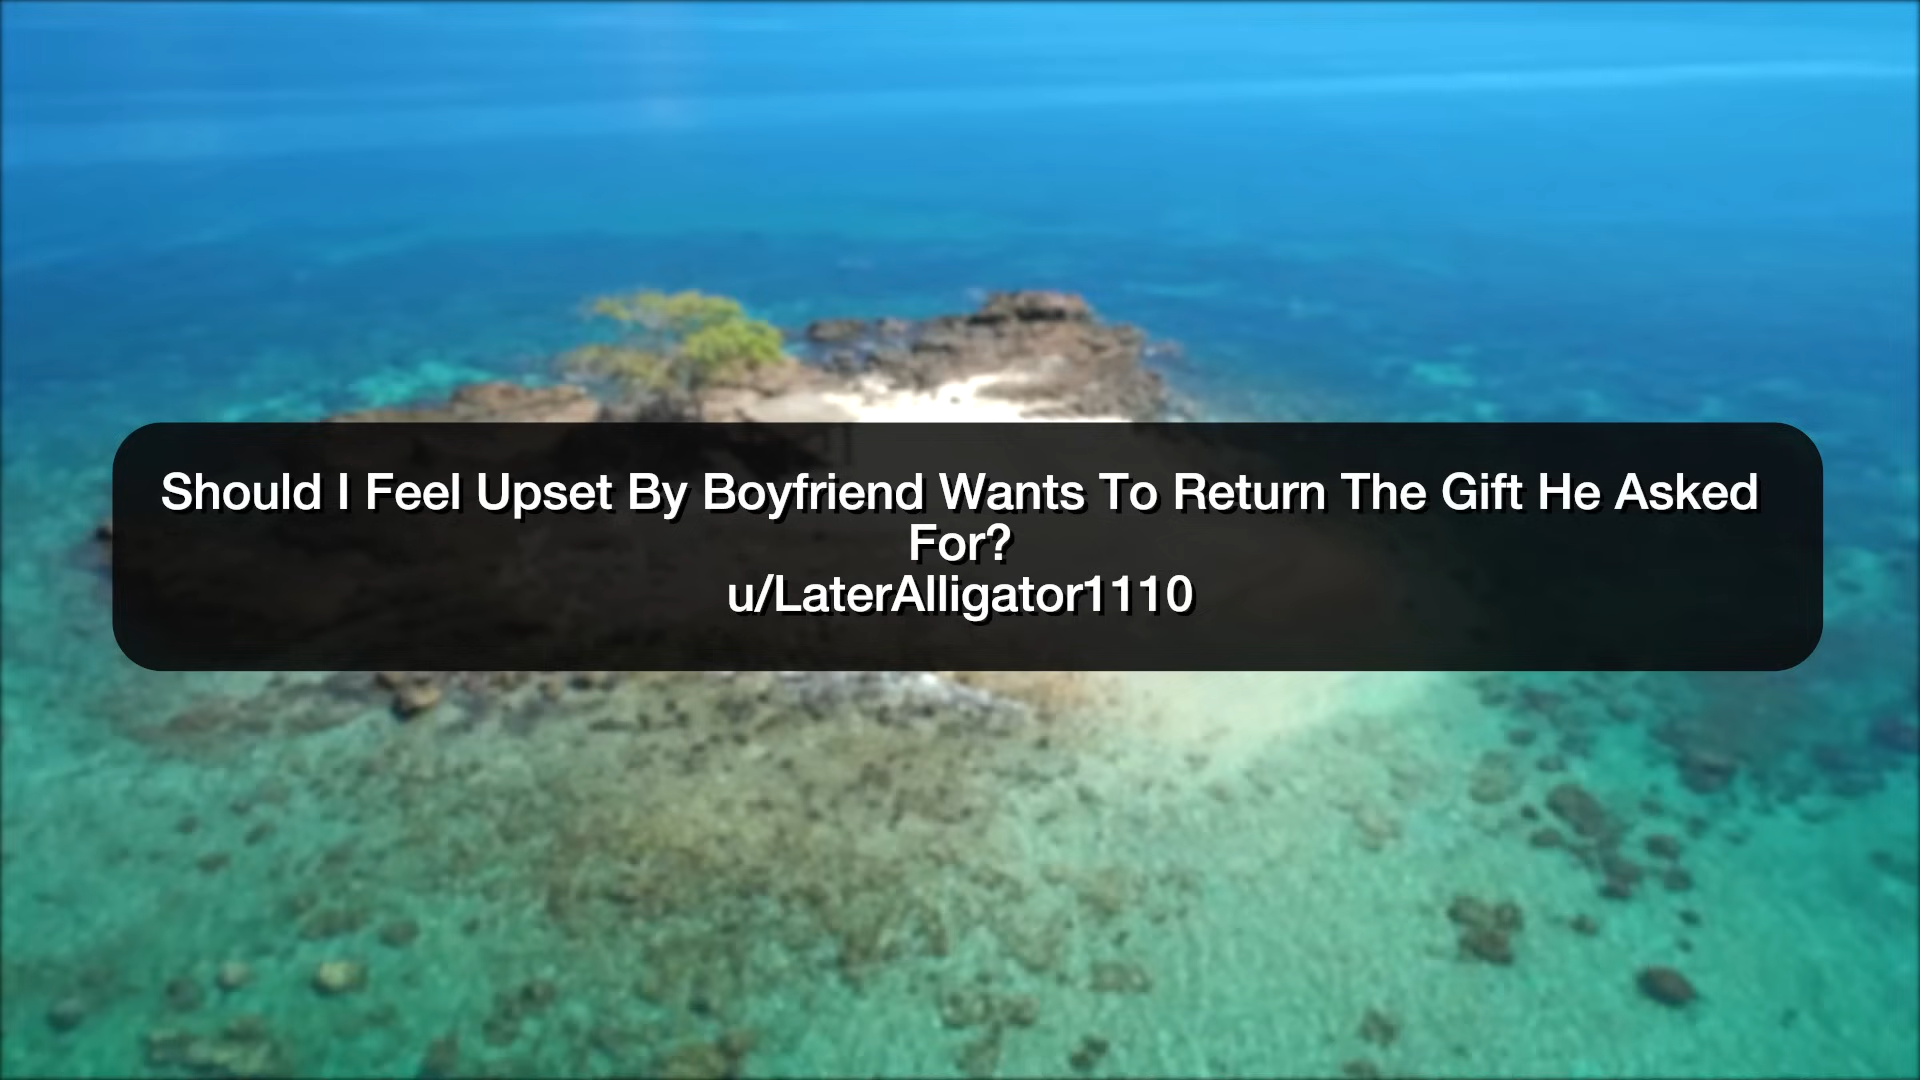 Should I Feel Upset By Boyfriend Wants To Return The Gift He Asked
For?
u/LaterAlligator1110